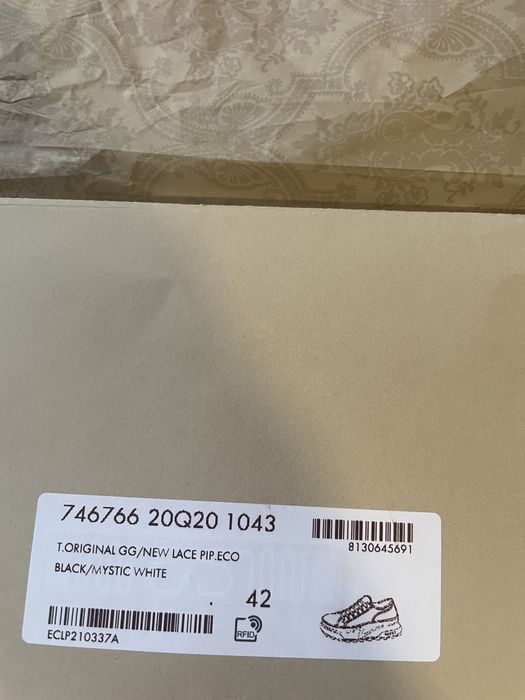 746766 20Q20 1043
8130645691
T.ORIGINAL GG/NEW LACE PIP.ECO
BLACK/MYSTIC WHITE
. 42
ECLP210337A
RFID